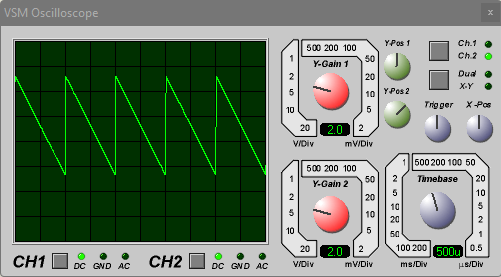 VSM Oscilloscope
500 200 100
Y-Gain 1
1 50
2 20
5 10
10 5
20 2
2.0
V/Div mV/Div
Y-Pos 1
Y-Pos 2
Ch.1
Ch.2
Dual
X-Y
Trigger
X -Pos
500 200 100
Y-Gain 2
1 50
2 20
5 10
10 5
20 2
2.0
V/Div mV/Div
500 200 100
Timebase
1 50
2 20
5 10
10 5
20 2
50 1
100 200 0.5
500u
ms/Div µs/Div
CH1 DC GND AC
CH2 DC GND AC